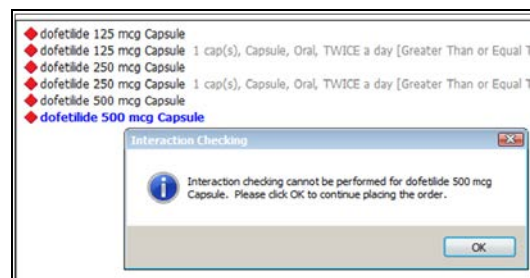 dofetilide 125 mcg Capsule
dofetilide 125 mcg Capsule 1 cap(s), Capsule, Oral, TWICE a day [Greater Than or Equal T
dofetilide 250 mcg Capsule
dofetilide 250 mcg Capsule 1 cap(s), Capsule, Oral, TWICE a day [Greater Than or Equal T
dofetilide 500 mcg Capsule
dofetilide 500 mcg Capsule
Interaction Checking
Interaction checking cannot be performed for dofetilide 500 mcg
Capsule. Please click OK to continue placing the order.
OK